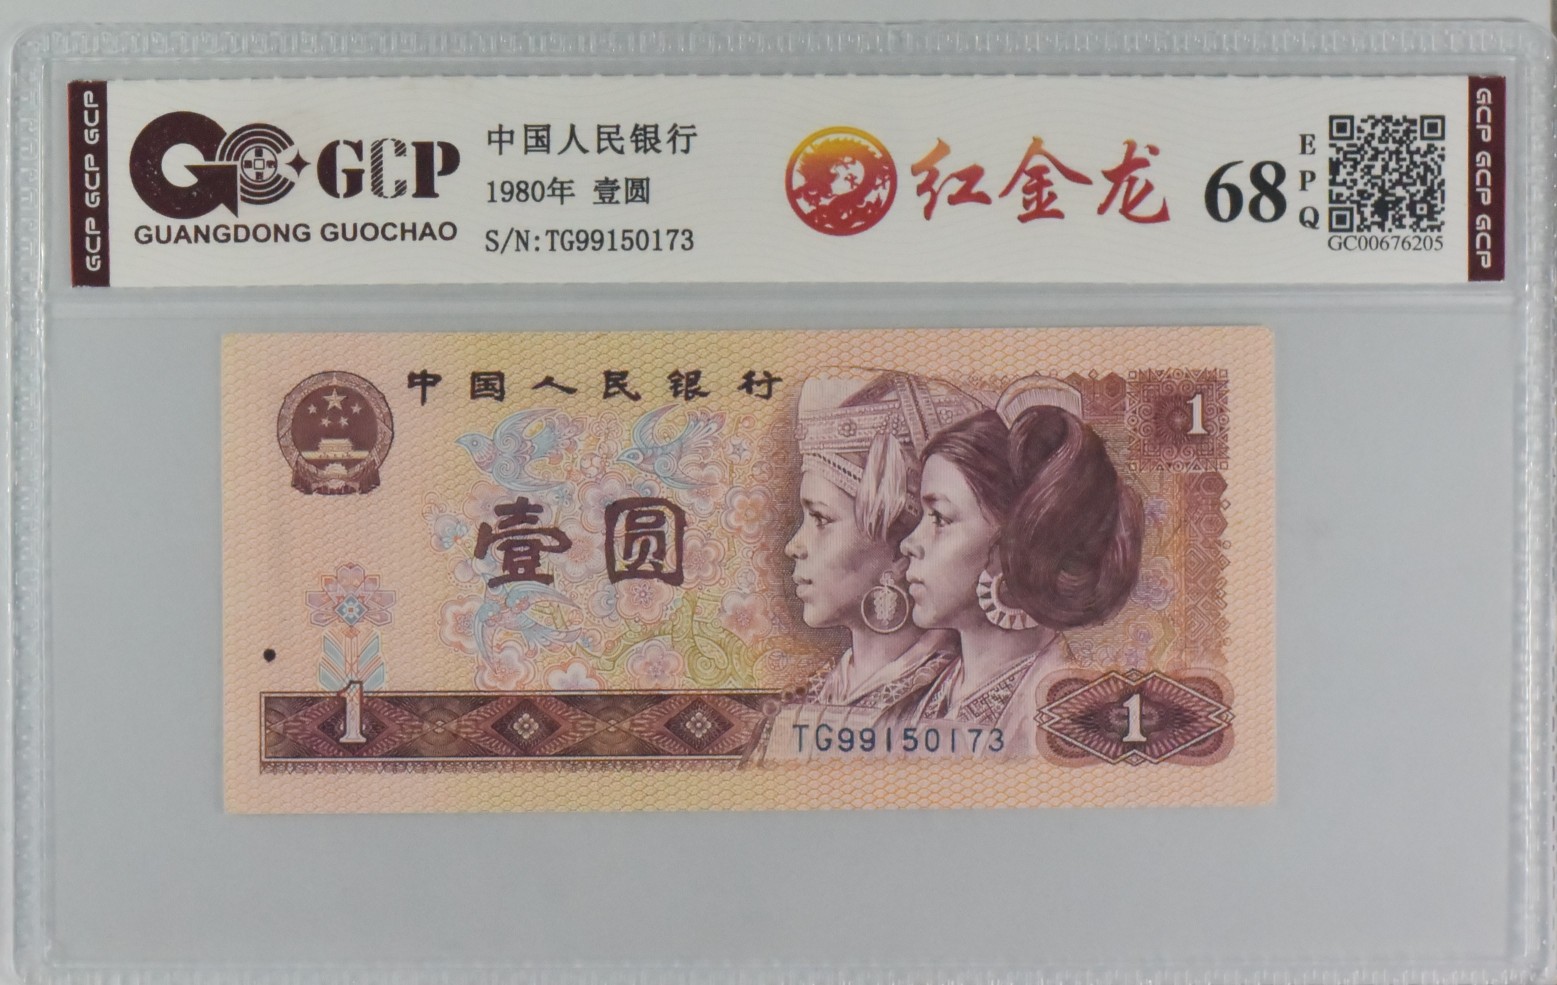 GCP GCP GCP
GCP
GUANGDONG GUOCHAO
中国人民银行
1980年 壹圆
S/N:TG99150173
红金龙
68
EPQ
GC00676205
GCP GCP GCP
中国人民银行
1
壹圆
1
TG99150173
1